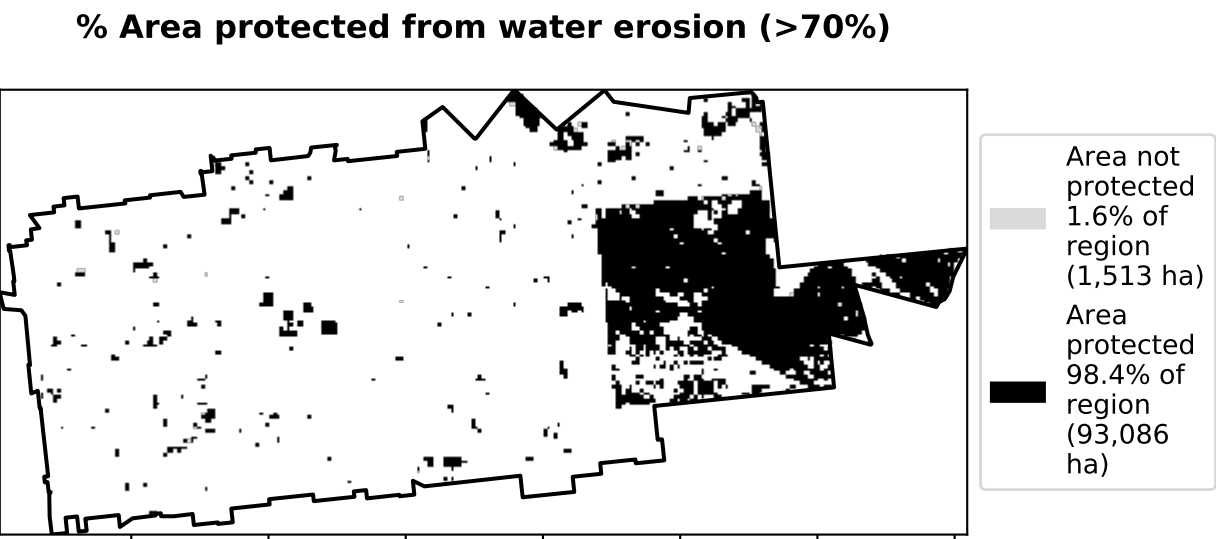 % Area protected from water erosion (>70%)
Area not
protected
1.6% of
region
(1,513 ha)
Area
protected
98.4% of
region
(93,086
ha)